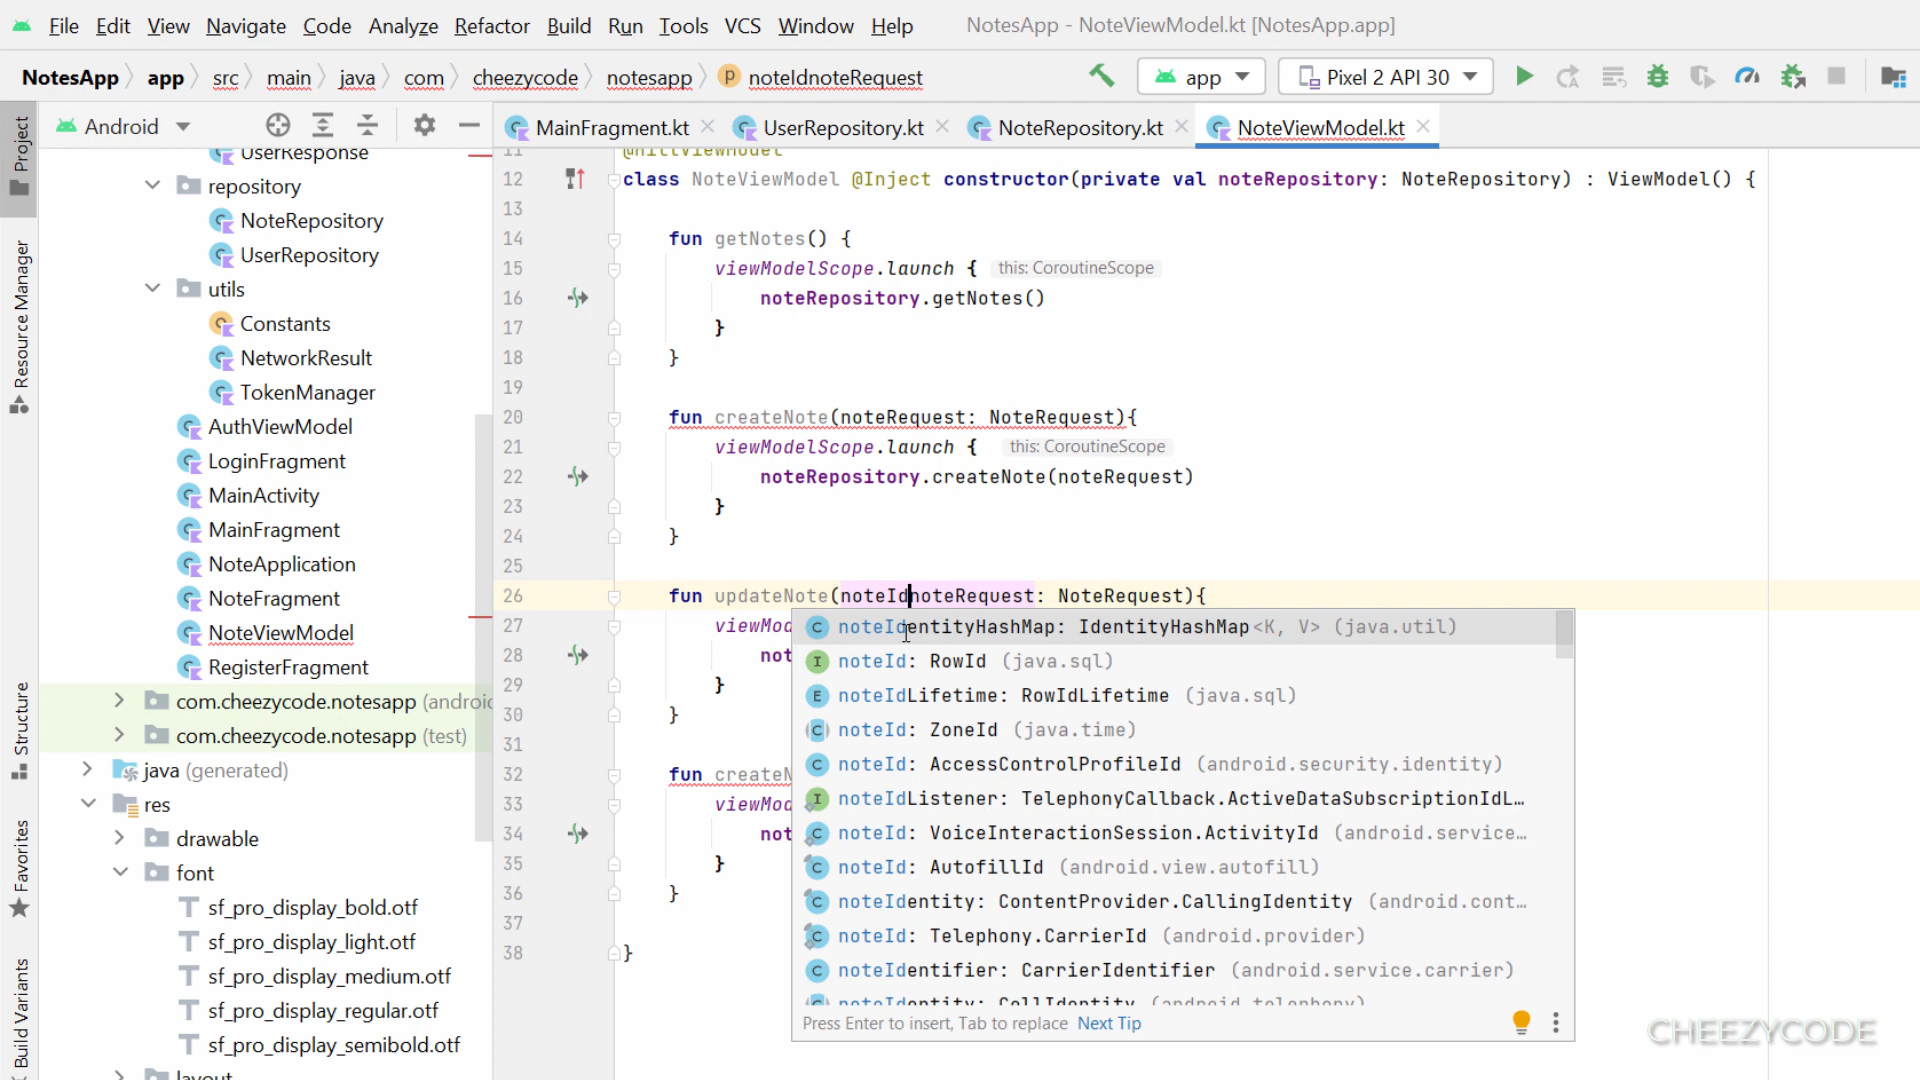 File Edit View Navigate Code Analyze Refactor Build Run Tools VCS Window Help NotesApp - NoteViewModel.kt [NotesApp.app]
NotesApp app src main java com cheezycode notesapp noteIdnoteRequest app Pixel 2 API 30
Project
Resource Manager
Structure
Favorites
Build Variants
Android
MainFragment.kt UserRepository.kt NoteRepository.kt NoteViewModel.kt
UserResponse
repository
NoteRepository
UserRepository
utils
Constants
NetworkResult
TokenManager
AuthViewModel
LoginFragment
MainActivity
MainFragment
NoteApplication
NoteFragment
NoteViewModel
RegisterFragment
com.cheezycode.notesapp (androi
com.cheezycode.notesapp (test)
java (generated)
res
drawable
font
sf_pro_display_bold.otf
sf_pro_display_light.otf
sf_pro_display_medium.otf
sf_pro_display_regular.otf
sf_pro_display_semibold.otf
layout
11 @HiltViewModel
12 class NoteViewModel @Inject constructor(private val noteRepository: NoteRepository) : ViewModel() {
13
14 fun getNotes() {
15 viewModelScope.launch { this: CoroutineScope
16 noteRepository.getNotes()
17 }
18 }
19
20 fun createNote(noteRequest: NoteRequest){
21 viewModelScope.launch { this: CoroutineScope
22 noteRepository.createNote(noteRequest)
23 }
24 }
25
26 fun updateNote(noteIdnoteRequest: NoteRequest){
27 viewMod
28 not
29 }
30 }
31
32 fun createN
33 viewMod
34 not
35 }
36 }
37
38 }
noteIdentityHashMap: IdentityHashMap<K, V> (java.util)
noteId: RowId (java.sql)
noteIdLifetime: RowIdLifetime (java.sql)
noteId: ZoneId (java.time)
noteId: AccessControlProfileId (android.security.identity)
noteIdListener: TelephonyCallback.ActiveDataSubscriptionIdL…
noteId: VoiceInteractionSession.ActivityId (android.service…
noteId: AutofillId (android.view.autofill)
noteIdentity: ContentProvider.CallingIdentity (android.cont…
noteId: Telephony.CarrierId (android.provider)
noteIdentifier: CarrierIdentifier (android.service.carrier)
noteIdentity: CellIdentity (android.telephony)
Press Enter to insert, Tab to replace Next Tip
CHEEZYCODE